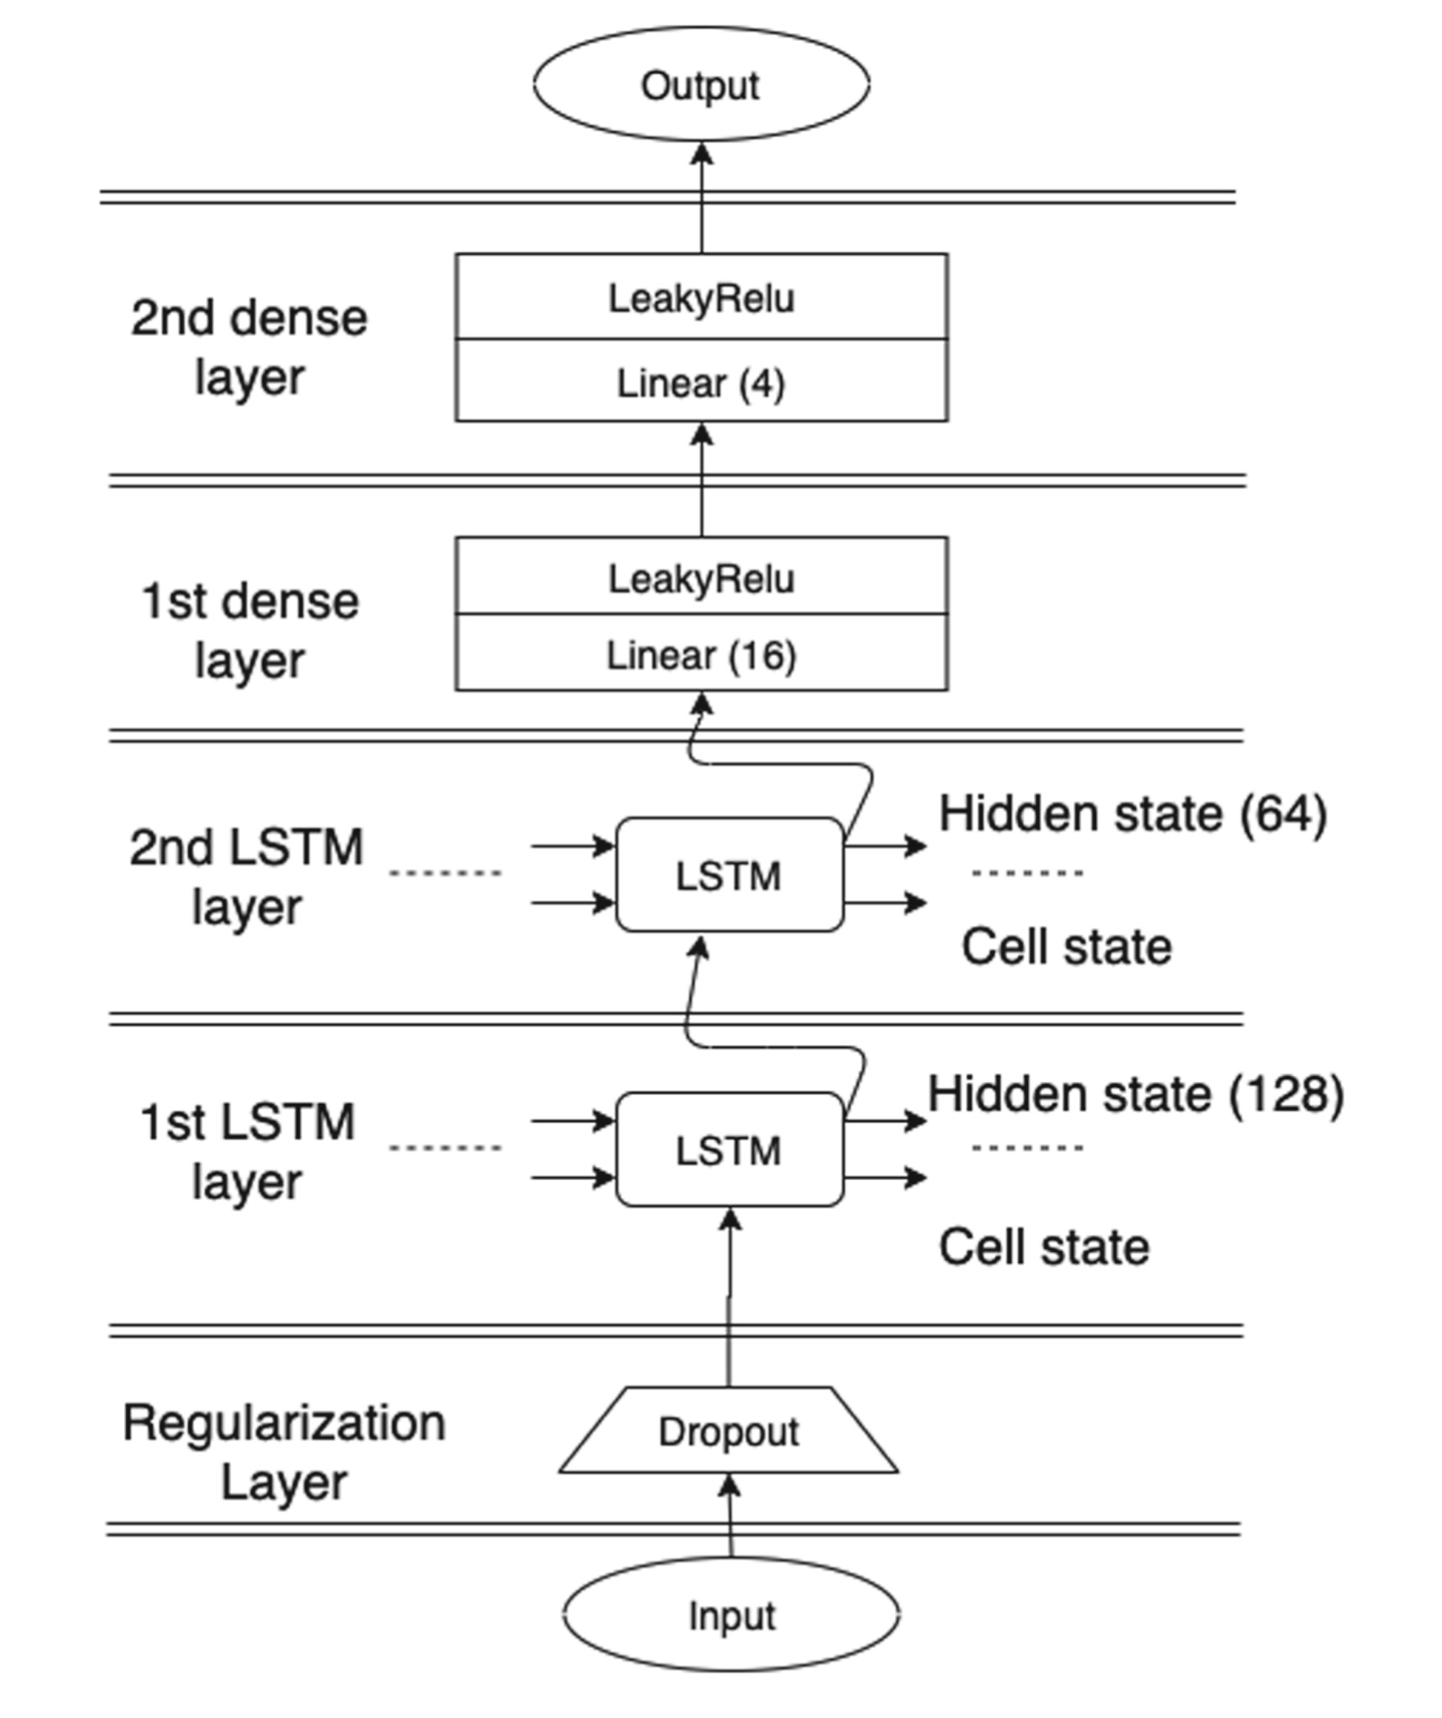 Output
2nd dense
layer
LeakyRelu
Linear (4)
1st dense
layer
LeakyRelu
Linear (16)
2nd LSTM
layer
LSTM
Hidden state (64)
Cell state
1st LSTM
layer
LSTM
Hidden state (128)
Cell state
Regularization
Layer
Dropout
Input